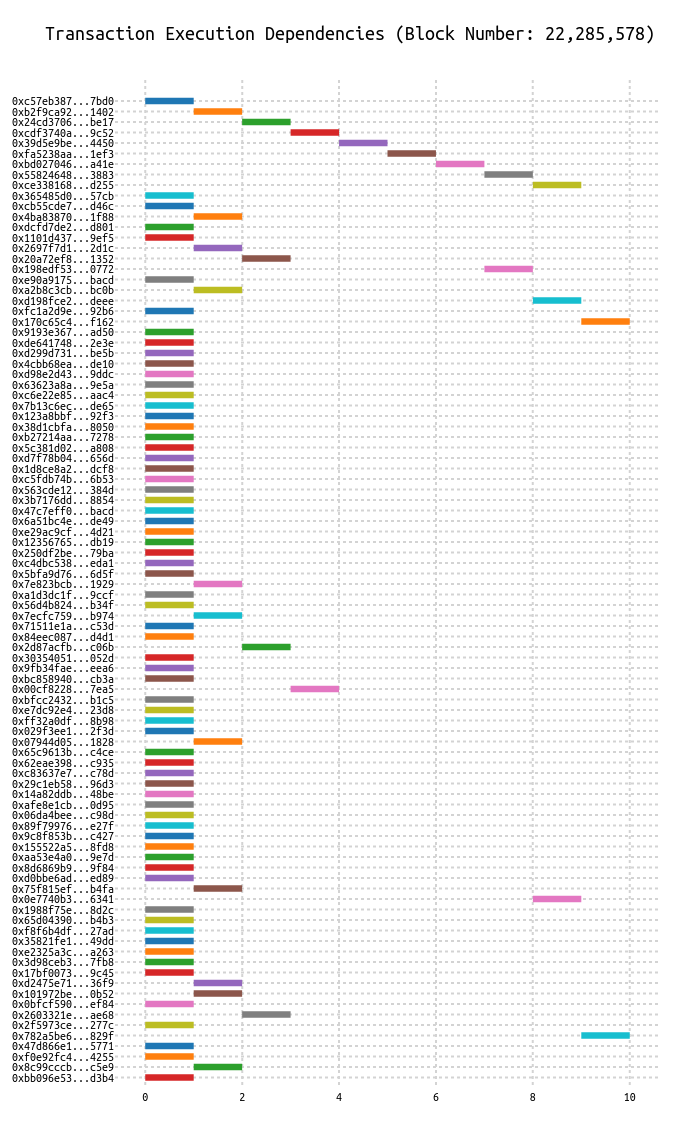 Transaction Execution Dependencies (Block Number: 22,285,578)
0xc57eb387...7bd0
0xb2f9ca92...1402
0x24cd3706...be17
0xcdf3740a...9c52
0x39d5e9be...4450
0xfa5238aa...1ef3
0xbd027046...a41e
0x55824648...3883
0xce338168...d255
0x365485d0...57cb
0xcb55cde7...d46c
0x4ba83870...1f88
0xdcfd7de2...d801
0x1101d437...9ef5
0x2697f7d1...2d1c
0x20a72ef8...1352
0x198edf53...0772
0xe90a9175...bacd
0xa2b8c3cb...bc0b
0xd198fce2...deee
0xfc1a2d9e...92b6
0x170c65c4...f162
0x9193e367...ad50
0xde641748...2e3e
0xd299d731...be5b
0x4cbb68ea...de10
0xd98e2d43...9ddc
0x63623a8a...9e5a
0xc6e22e85...aac4
0x7b13c6ec...de65
0x123a8bbf...92f3
0x38d1cbfa...8050
0xb27214aa...7278
0x5c381d02...a808
0xd7f78b04...656d
0x1d8ce8a2...dcf8
0xc5fdb74b...6b53
0x563cde12...384d
0x3b7176dd...8854
0x47c7eff0...bacd
0x6a51bc4e...de49
0xe29ac9cf...4d21
0x12356765...db19
0x250df2be...79ba
0xc4dbc538...eda1
0x5bfa9d76...6d5f
0x7e823bcb...1929
0xa1d3dc1f...9ccf
0x56d4b824...b34f
0x7ecfc759...b974
0x71511e1a...c53d
0x84eec087...d4d1
0x2d87acfb...c06b
0x30354051...052d
0x9fb34fae...eea6
0xbc858940...cb3a
0x00cf8228...7ea5
0xbfcc2432...b1c5
0xe7dc92e4...23d8
0xff32a0df...8b98
0x029f3ee1...2f3d
0x07944d05...1828
0x65c9613b...c4ce
0x62eae398...c935
0xc83637e7...c78d
0x29c1eb58...96d3
0x14a82ddb...48be
0xafe8e1cb...0d95
0x06da4bee...c98d
0x89f79976...e27f
0x9c8f853b...c427
0x155522a5...8fd8
0xaa53e4a0...9e7d
0x8d6869b9...9f84
0xd0bbe6ad...ed89
0x75f815ef...b4fa
0x0e7740b3...6341
0x1988f75e...8d2c
0x65d04390...b4b3
0xf8f6b4df...27ad
0x35821fe1...49dd
0xe2325a3c...a263
0x3d98ceb3...7fb8
0x17bf0073...9c45
0xd2475e71...36f9
0x101972be...0b52
0x0bfcf590...ef84
0x2603321e...ae68
0x2f5973ce...277c
0x782a5be6...829f
0x47d866e1...5771
0xf0e92fc4...4255
0x8c99cccb...c5e9
0xbb096e53...d3b4
0 2 4 6 8 10